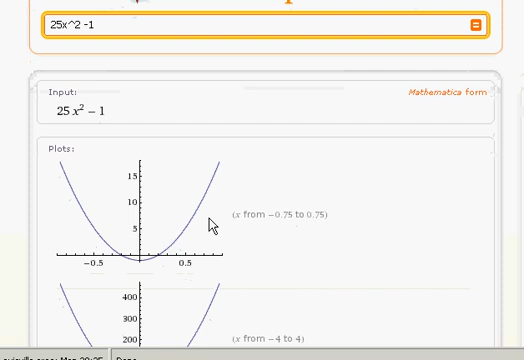 25x^2 -1
Input:
Mathematica form
25 x² − 1
Plots:
15
10
5
−0.5
0.5
(x from −0.75 to 0.75)
400
300
200
(x from −4 to 4)